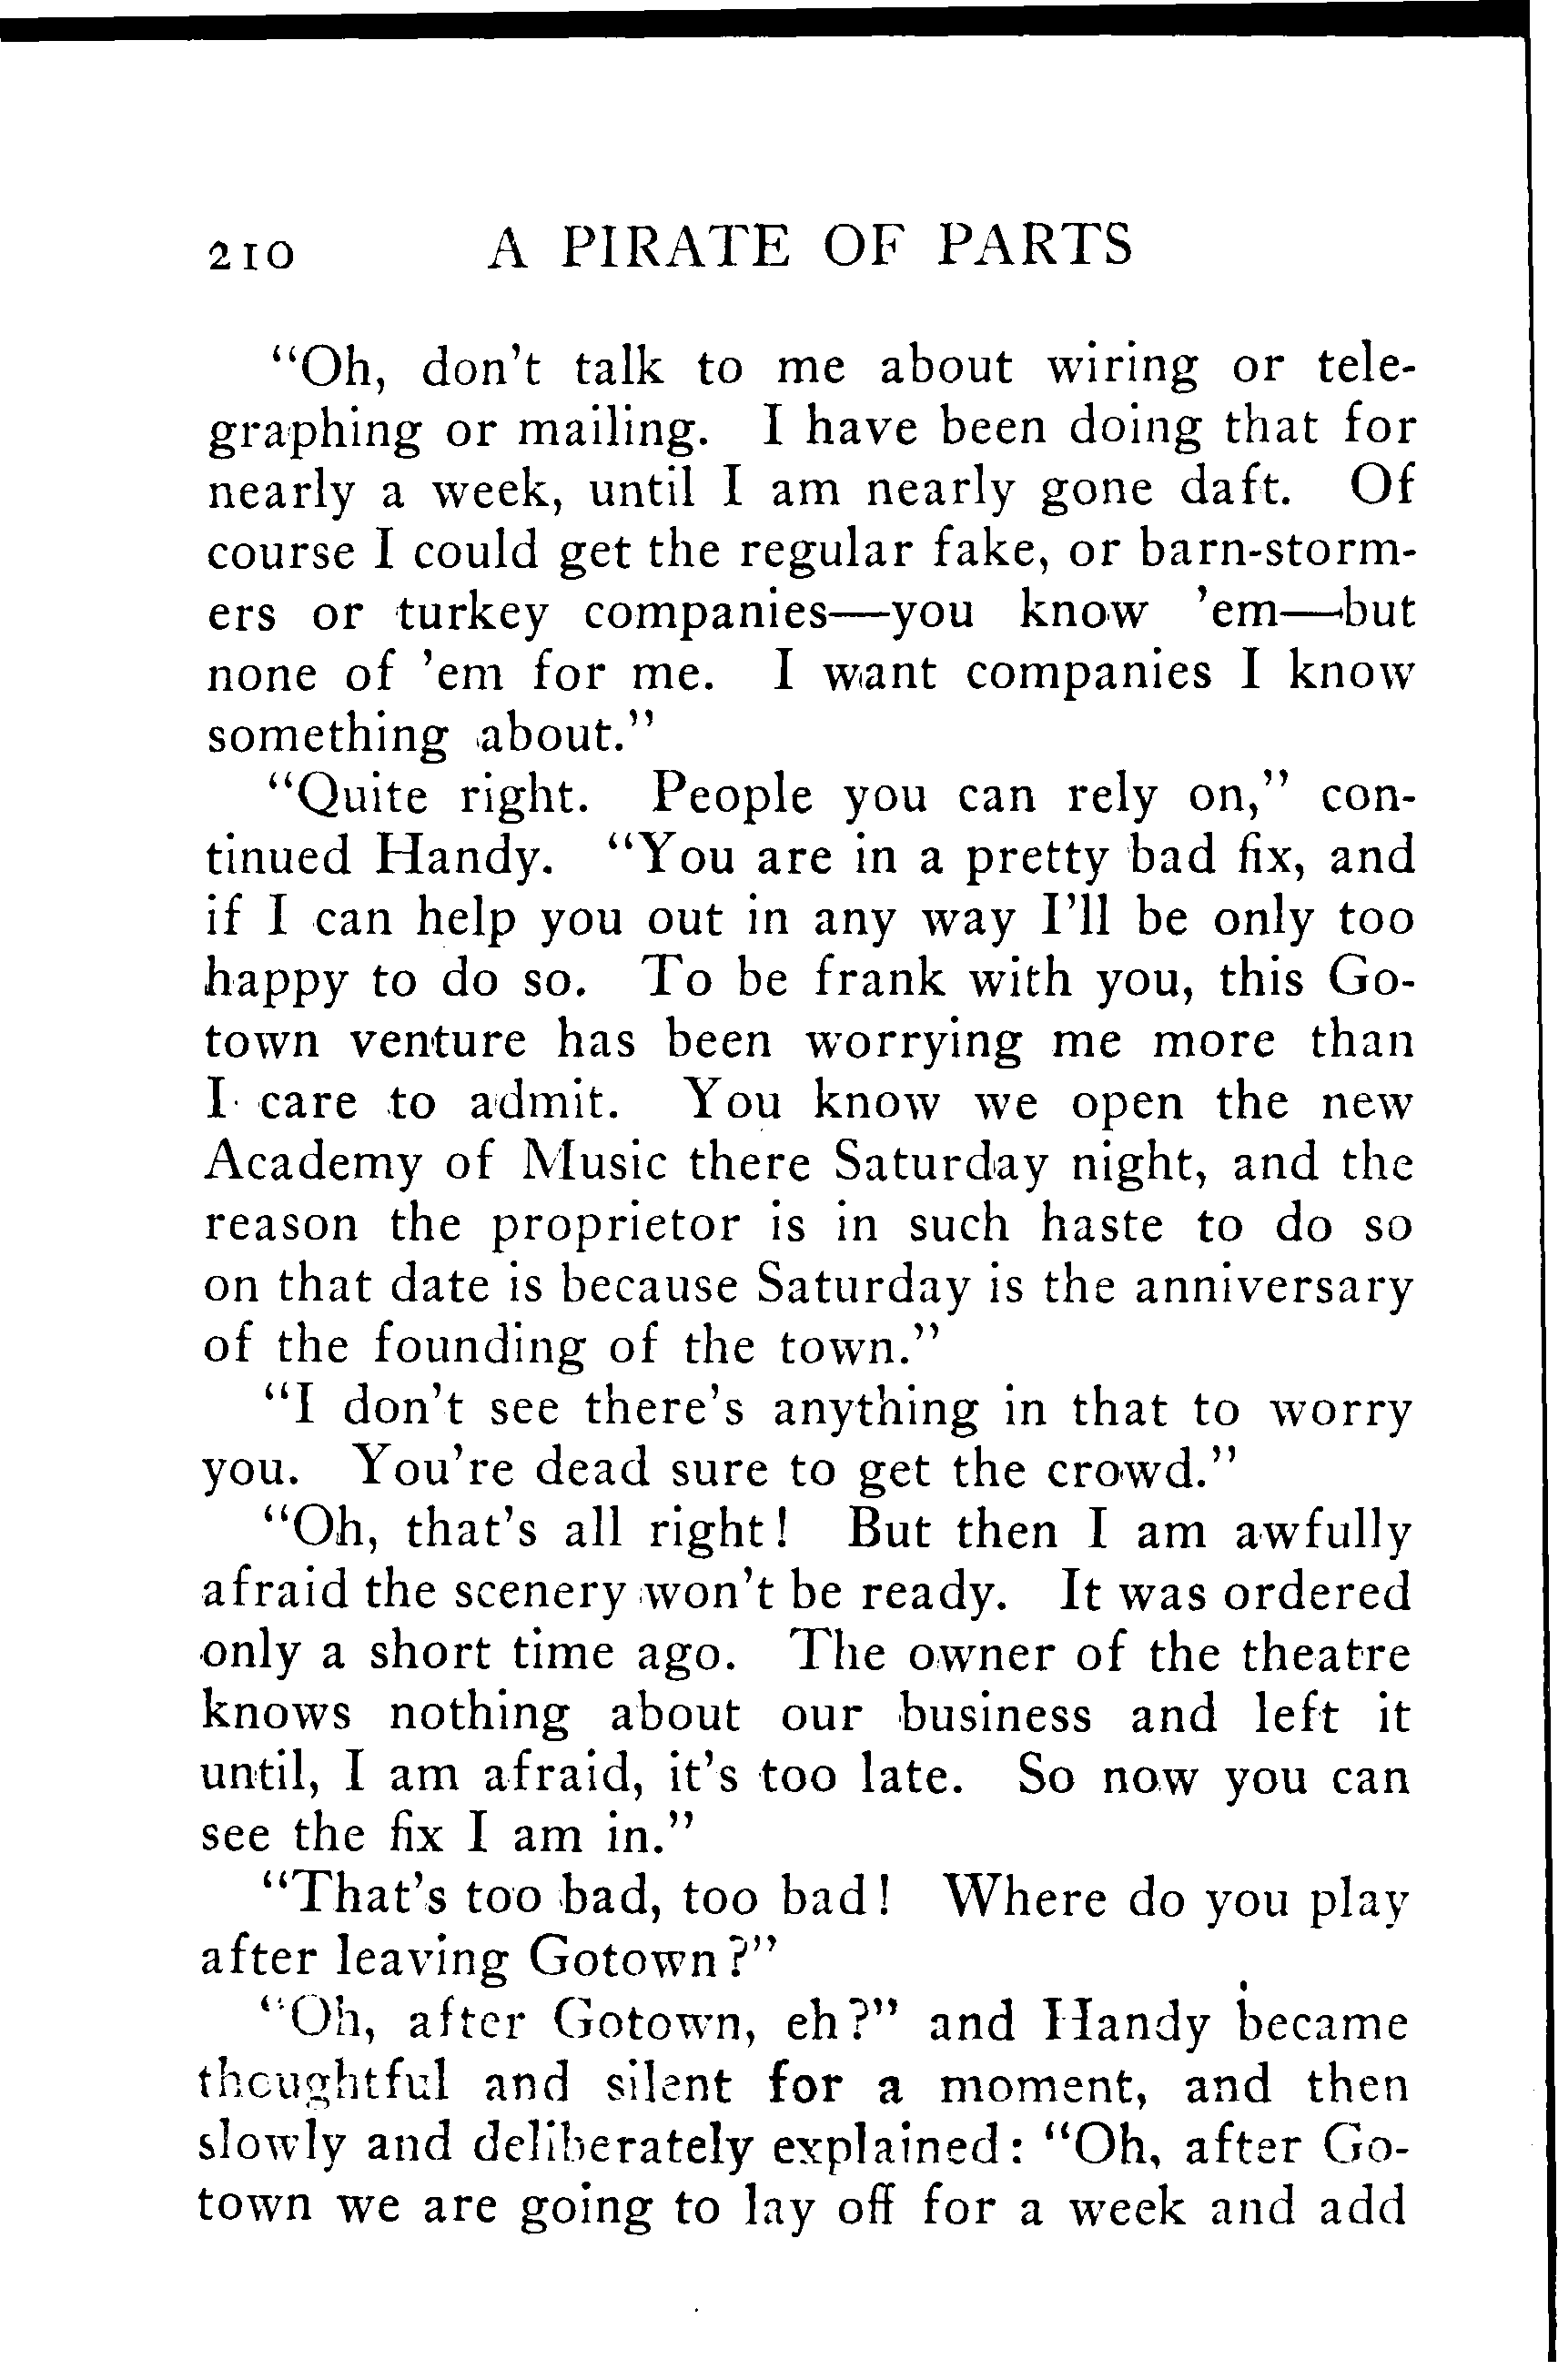 210 A PIRATE OF PARTS
“Oh, don’t talk to me about wiring or tele-
graphing or mailing. I have been doing that for
nearly a week, until I am nearly gone daft. Of
course I could get the regular fake, or barn-storm-
ers or turkey companies—you know ’em—but
none of ’em for me. I want companies I know
something about.”
“Quite right. People you can rely on,” con-
tinued Handy. “You are in a pretty bad fix, and
if I can help you out in any way I’ll be only too
happy to do so. To be frank with you, this Go-
town venture has been worrying me more than
I care to admit. You know we open the new
Academy of Music there Saturday night, and the
reason the proprietor is in such haste to do so
on that date is because Saturday is the anniversary
of the founding of the town.”
“I don’t see there’s anything in that to worry
you. You’re dead sure to get the crowd.”
“Oh, that’s all right! But then I am awfully
afraid the scenery won’t be ready. It was ordered
only a short time ago. The owner of the theatre
knows nothing about our business and left it
until, I am afraid, it’s too late. So now you can
see the fix I am in.”
“That’s too bad, too bad! Where do you play
after leaving Gotown?”
“Oh, after Gotown, eh?” and Handy became
thoughtful and silent for a moment, and then
slowly and deliberately explained: “Oh, after Go-
town we are going to lay off for a week and add